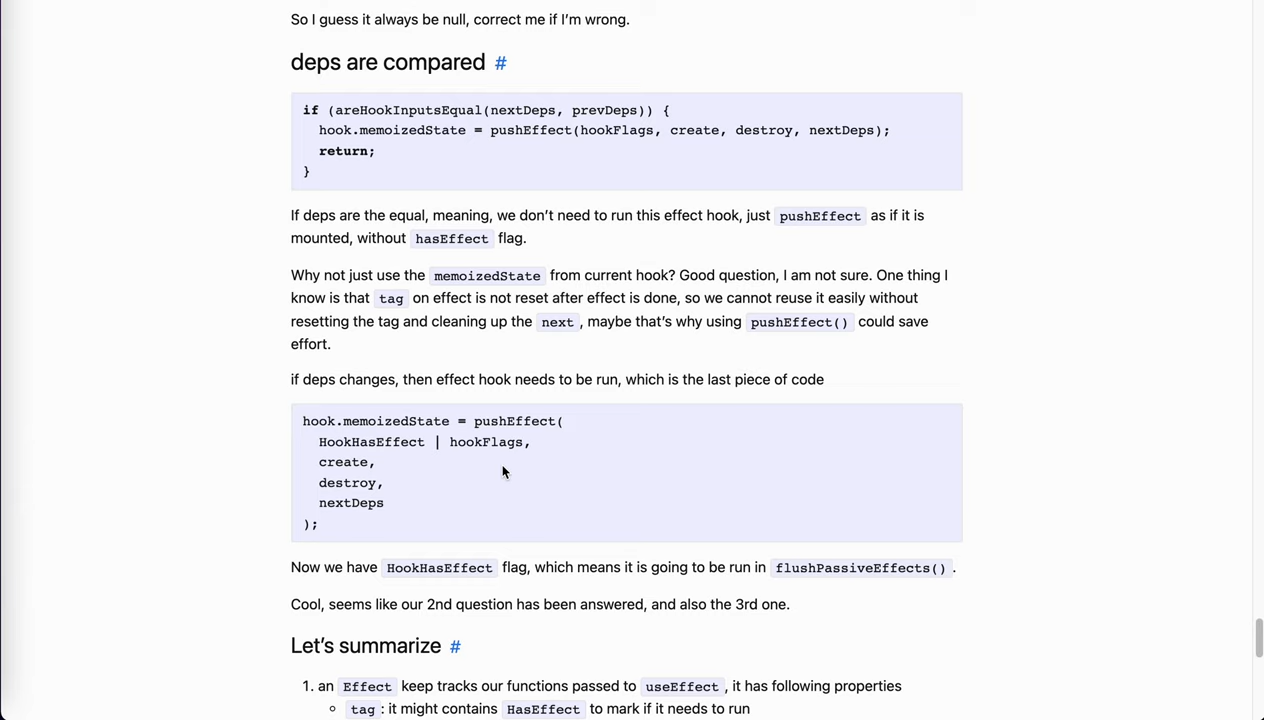 So I guess it always be null, correct me if I’m wrong.
deps are compared #
if (areHookInputsEqual(nextDeps, prevDeps)) {
  hook.memoizedState = pushEffect(hookFlags, create, destroy, nextDeps);
  return;
}
If deps are the equal, meaning, we don’t need to run this effect hook, just pushEffect as if it is
mounted, without hasEffect flag.
Why not just use the memoizedState from current hook? Good question, I am not sure. One thing I
know is that tag on effect is not reset after effect is done, so we cannot reuse it easily without
resetting the tag and cleaning up the next , maybe that’s why using pushEffect() could save
effort.
if deps changes, then effect hook needs to be run, which is the last piece of code
hook.memoizedState = pushEffect(
  HookHasEffect | hookFlags,
  create,
  destroy,
  nextDeps
);
Now we have HookHasEffect flag, which means it is going to be run in flushPassiveEffects() .
Cool, seems like our 2nd question has been answered, and also the 3rd one.
Let’s summarize #
1. an Effect keep tracks our functions passed to useEffect , it has following properties
◦ tag : it might contains HasEffect to mark if it needs to run